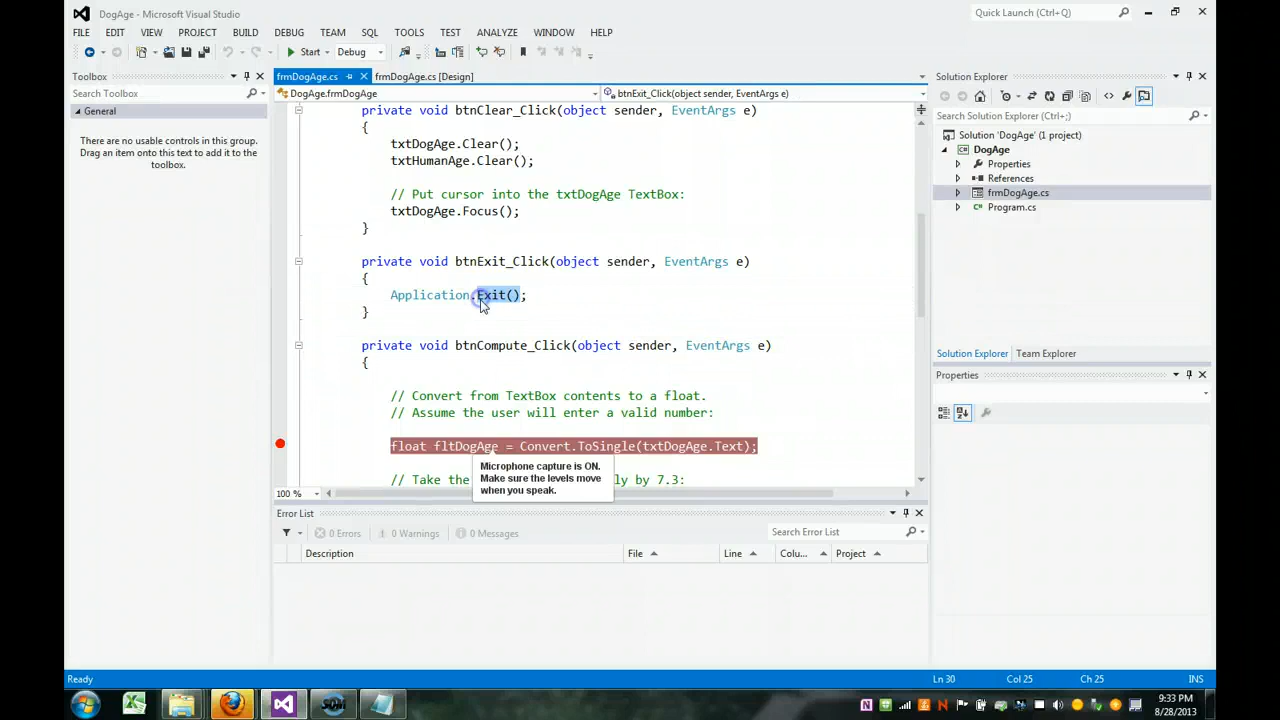 DogAge - Microsoft Visual Studio
Quick Launch (Ctrl+Q)
FILE EDIT VIEW PROJECT BUILD DEBUG TEAM SQL TOOLS TEST ANALYZE WINDOW HELP
Start Debug
Toolbox
Search Toolbox
General
There are no usable controls in this group.
Drag an item onto this text to add it to the
toolbox.
frmDogAge.cs frmDogAge.cs [Design]
DogAge.frmDogAge btnExit_Click(object sender, EventArgs e)
private void btnClear_Click(object sender, EventArgs e)
{
txtDogAge.Clear();
txtHumanAge.Clear();
// Put cursor into the txtDogAge TextBox:
txtDogAge.Focus();
}
private void btnExit_Click(object sender, EventArgs e)
{
Application.Exit();
}
private void btnCompute_Click(object sender, EventArgs e)
{
// Convert from TextBox contents to a float.
// Assume the user will enter a valid number:
float fltDogAge = Convert.ToSingle(txtDogAge.Text);
// Take the ly by 7.3:
Microphone capture is ON.
Make sure the levels move
when you speak.
100 %
Error List
0 Errors 0 Warnings 0 Messages
Search Error List
Description File Line Colu... Project
Solution Explorer
Search Solution Explorer (Ctrl+;)
Solution 'DogAge' (1 project)
DogAge
Properties
References
frmDogAge.cs
Program.cs
Solution Explorer Team Explorer
Properties
Ready Ln 30 Col 25 Ch 25 INS
9:33 PM
8/28/2013